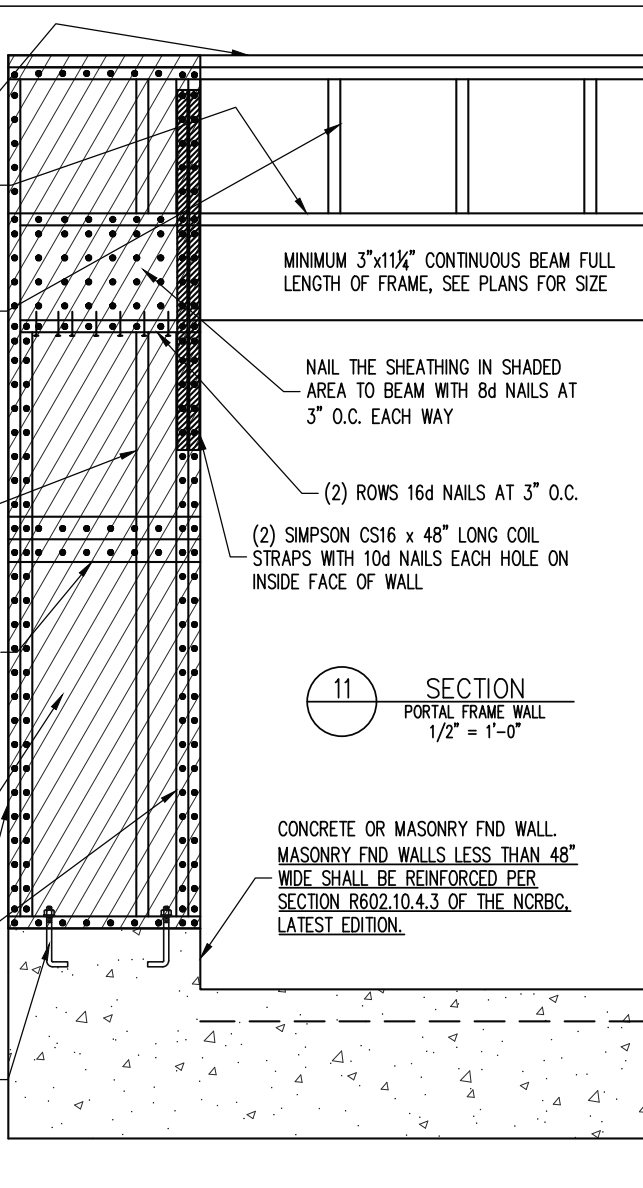 MINIMUM 3"x11¼" CONTINUOUS BEAM FULL
LENGTH OF FRAME, SEE PLANS FOR SIZE
NAIL THE SHEATHING IN SHADED
AREA TO BEAM WITH 8d NAILS AT
3" O.C. EACH WAY
(2) ROWS 16d NAILS AT 3" O.C.
(2) SIMPSON CS16 x 48" LONG COIL
STRAPS WITH 10d NAILS EACH HOLE ON
INSIDE FACE OF WALL
11 SECTION
PORTAL FRAME WALL
1/2" = 1'-0"
CONCRETE OR MASONRY FND WALL.
MASONRY FND WALLS LESS THAN 48"
WIDE SHALL BE REINFORCED PER
SECTION R602.10.4.3 OF THE NCRBC,
LATEST EDITION.